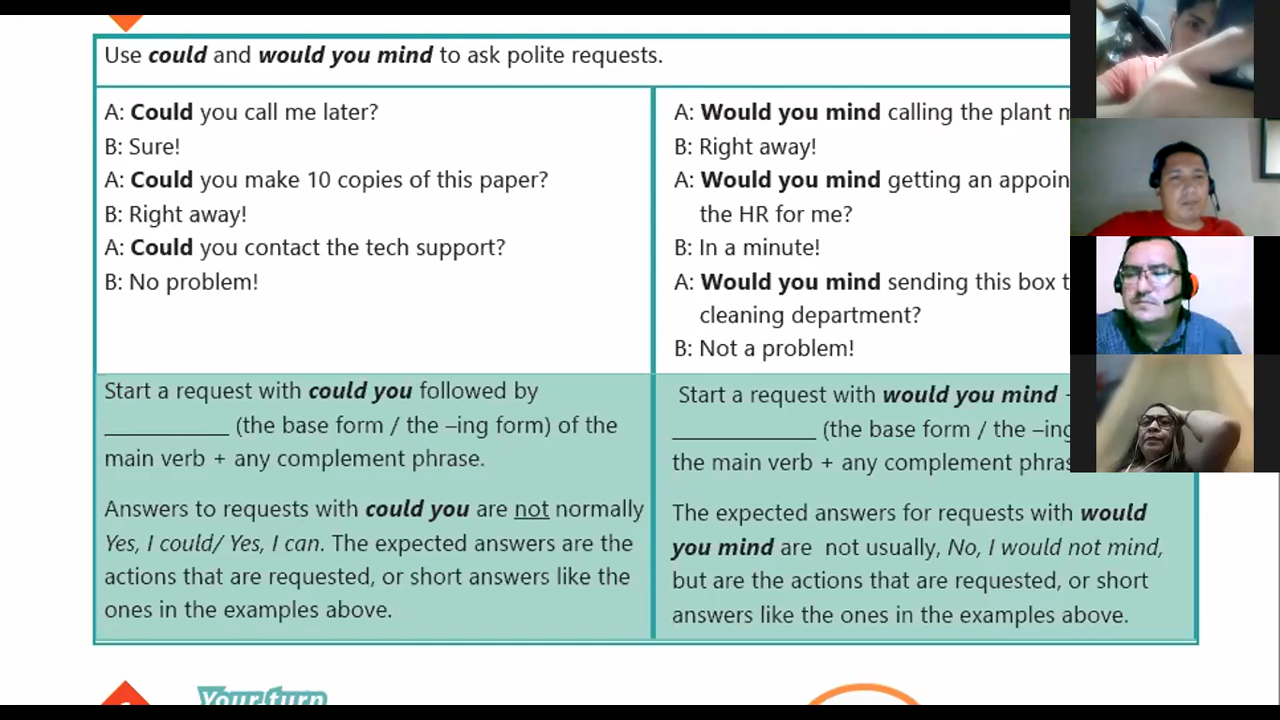 Use could and would you mind to ask polite requests.
A: Could you call me later?
B: Sure!
A: Could you make 10 copies of this paper?
B: Right away!
A: Could you contact the tech support?
B: No problem!
A: Would you mind calling the plant
B: Right away!
A: Would you mind getting an
the HR for me?
B: In a minute!
A: Would you mind sending this box
cleaning department?
B: Not a problem!
Start a request with could you followed by
____________ (the base form / the –ing form) of the
main verb + any complement phrase.
Answers to requests with could you are not normally
Yes, I could/ Yes, I can. The expected answers are the
actions that are requested, or short answers like the
ones in the examples above.
Start a request with would you mind
______________ (the base form / the –ing
the main verb + any complement
The expected answers for requests with would
you mind are not usually, No, I would not mind,
but are the actions that are requested, or short
answers like the ones in the examples above.
Your turn